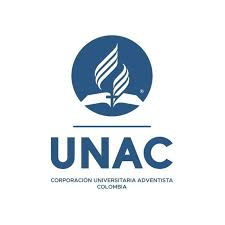 ®
UNAC
CORPORACIÓN UNIVERSITARIA ADVENTISTA
COLOMBIA